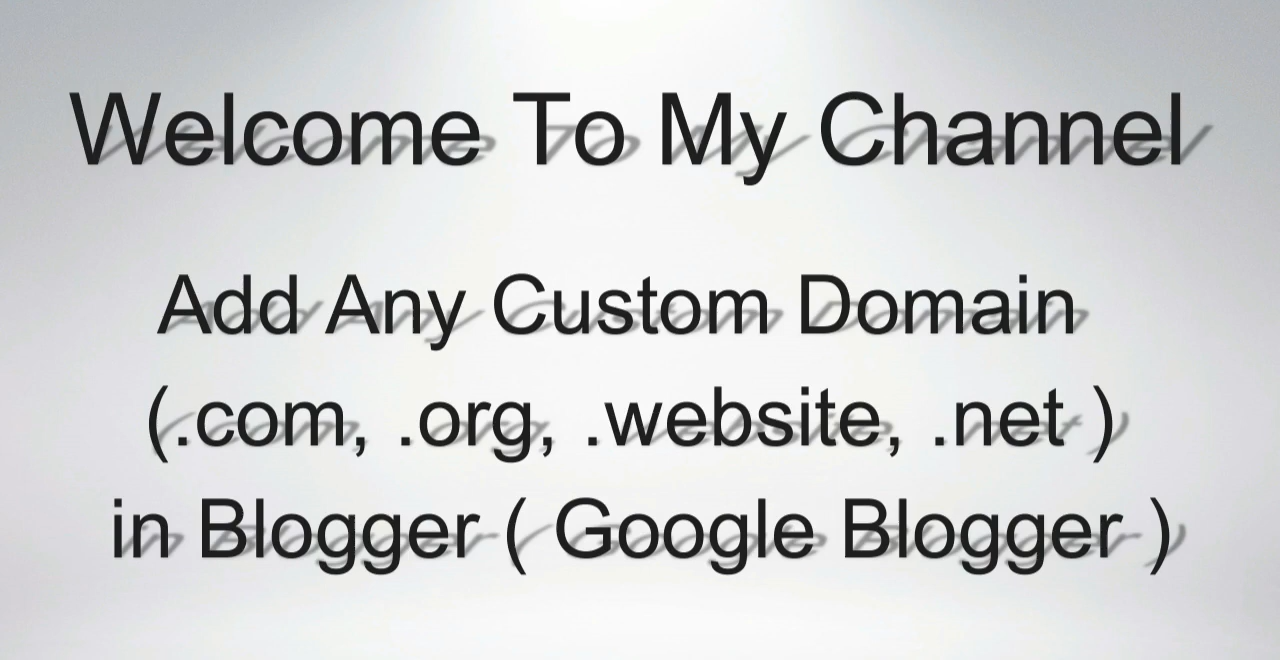 Welcome To My Channel
Add Any Custom Domain
(.com, .org, .website, .net )
in Blogger ( Google Blogger )